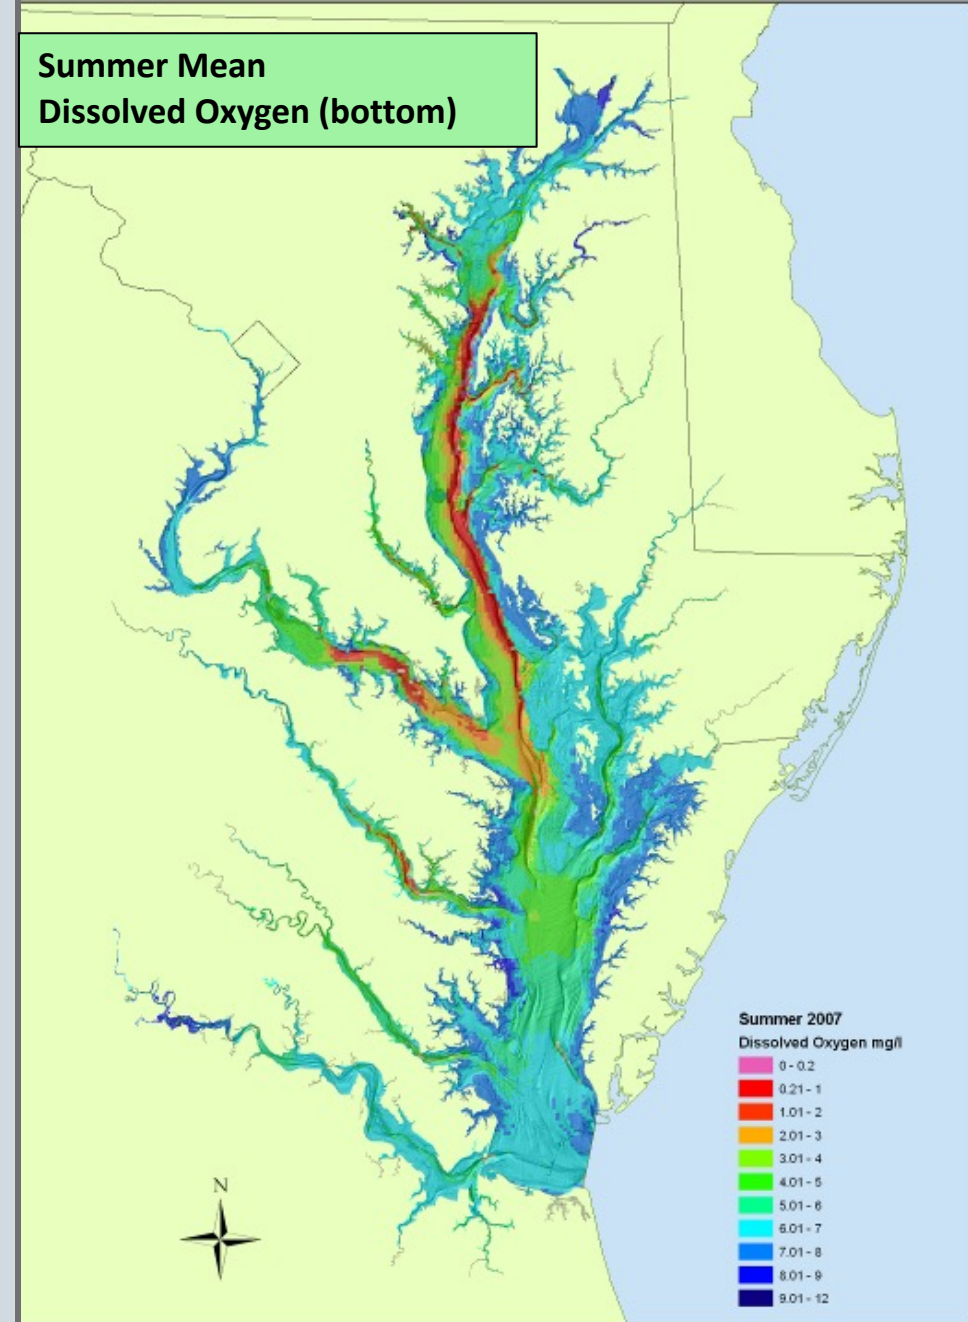 Summer Mean
Dissolved Oxygen (bottom)
N
Summer 2007
Dissolved Oxygen mg/l
0 - 0.2
0.21 - 1
1.01 - 2
2.01 - 3
3.01 - 4
4.01 - 5
5.01 - 6
6.01 - 7
7.01 - 8
8.01 - 9
9.01 - 12